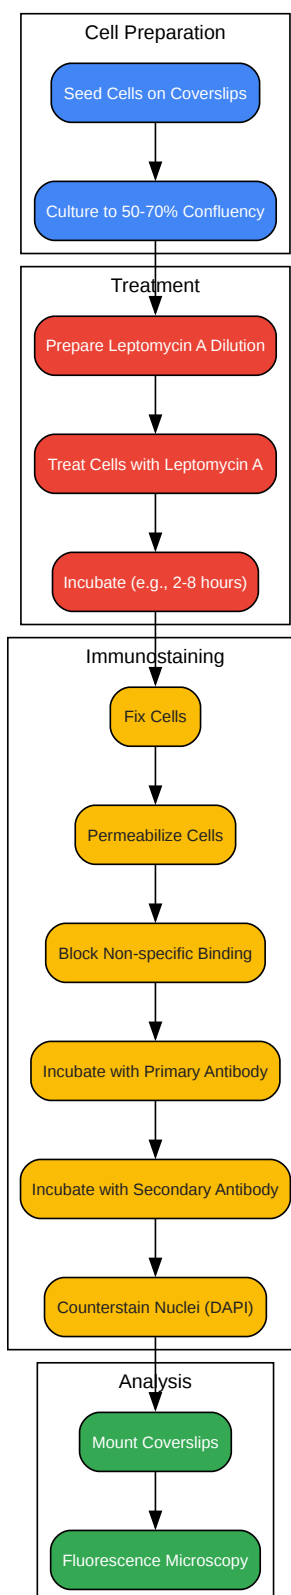 Cell Preparation
Seed Cells on Coverslips
Culture to 50-70% Confluency
Treatment
Prepare Leptomycin A Dilution
Treat Cells with Leptomycin A
Incubate (e.g., 2-8 hours)
Immunostaining
Fix Cells
Permeabilize Cells
Block Non-specific Binding
Incubate with Primary Antibody
Incubate with Secondary Antibody
Counterstain Nuclei (DAPI)
Analysis
Mount Coverslips
Fluorescence Microscopy